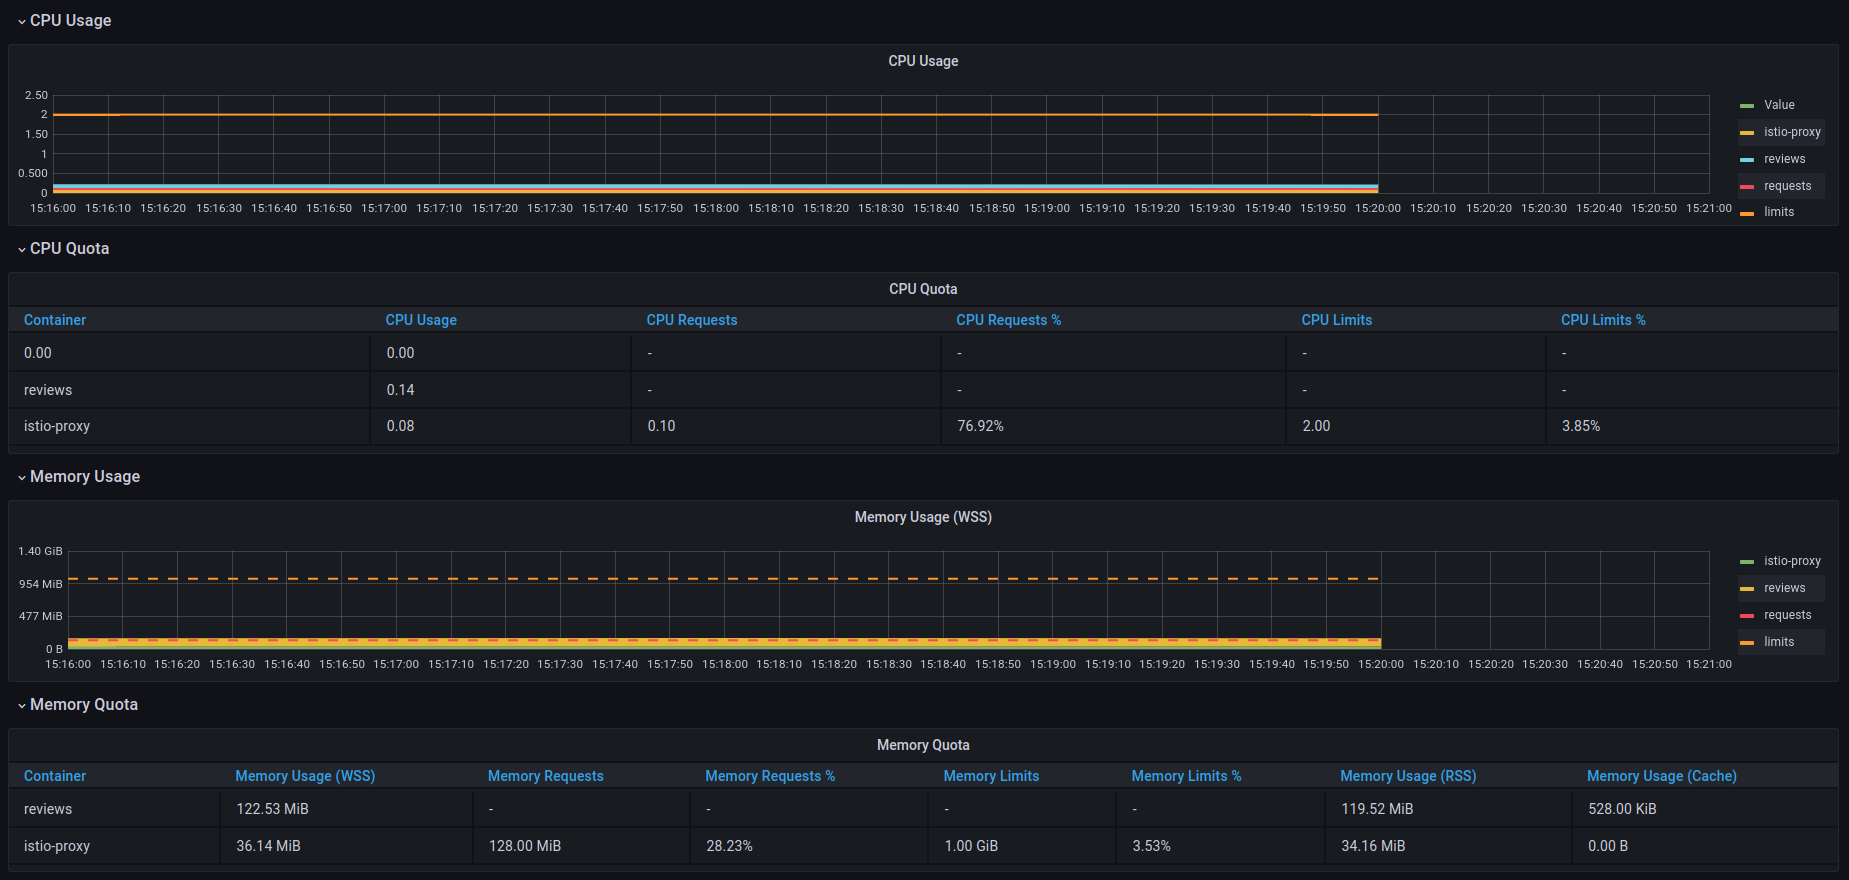 CPU Usage
CPU Usage
2.50
2
1.50
1
0.500
0
15:16:00 15:16:10 15:16:20 15:16:30 15:16:40 15:16:50 15:17:00 15:17:10 15:17:20 15:17:30 15:17:40 15:17:50 15:18:00 15:18:10 15:18:20 15:18:30 15:18:40 15:18:50 15:19:00 15:19:10 15:19:20 15:19:30 15:19:40 15:19:50 15:20:00 15:20:10 15:20:20 15:20:30 15:20:40 15:20:50 15:21:00
Value
istio-proxy
reviews
requests
limits
CPU Quota
CPU Quota
Container CPU Usage CPU Requests CPU Requests % CPU Limits CPU Limits %
0.00 0.00 - - - -
reviews 0.14 - - - -
istio-proxy 0.08 0.10 76.92% 2.00 3.85%
Memory Usage
Memory Usage (WSS)
1.40 GiB
954 MiB
477 MiB
0 B
15:16:00 15:16:10 15:16:20 15:16:30 15:16:40 15:16:50 15:17:00 15:17:10 15:17:20 15:17:30 15:17:40 15:17:50 15:18:00 15:18:10 15:18:20 15:18:30 15:18:40 15:18:50 15:19:00 15:19:10 15:19:20 15:19:30 15:19:40 15:19:50 15:20:00 15:20:10 15:20:20 15:20:30 15:20:40 15:20:50 15:21:00
istio-proxy
reviews
requests
limits
Memory Quota
Memory Quota
Container Memory Usage (WSS) Memory Requests Memory Requests % Memory Limits Memory Limits % Memory Usage (RSS) Memory Usage (Cache)
reviews 122.53 MiB - - - - 119.52 MiB 528.00 KiB
istio-proxy 36.14 MiB 128.00 MiB 28.23% 1.00 GiB 3.53% 34.16 MiB 0.00 B